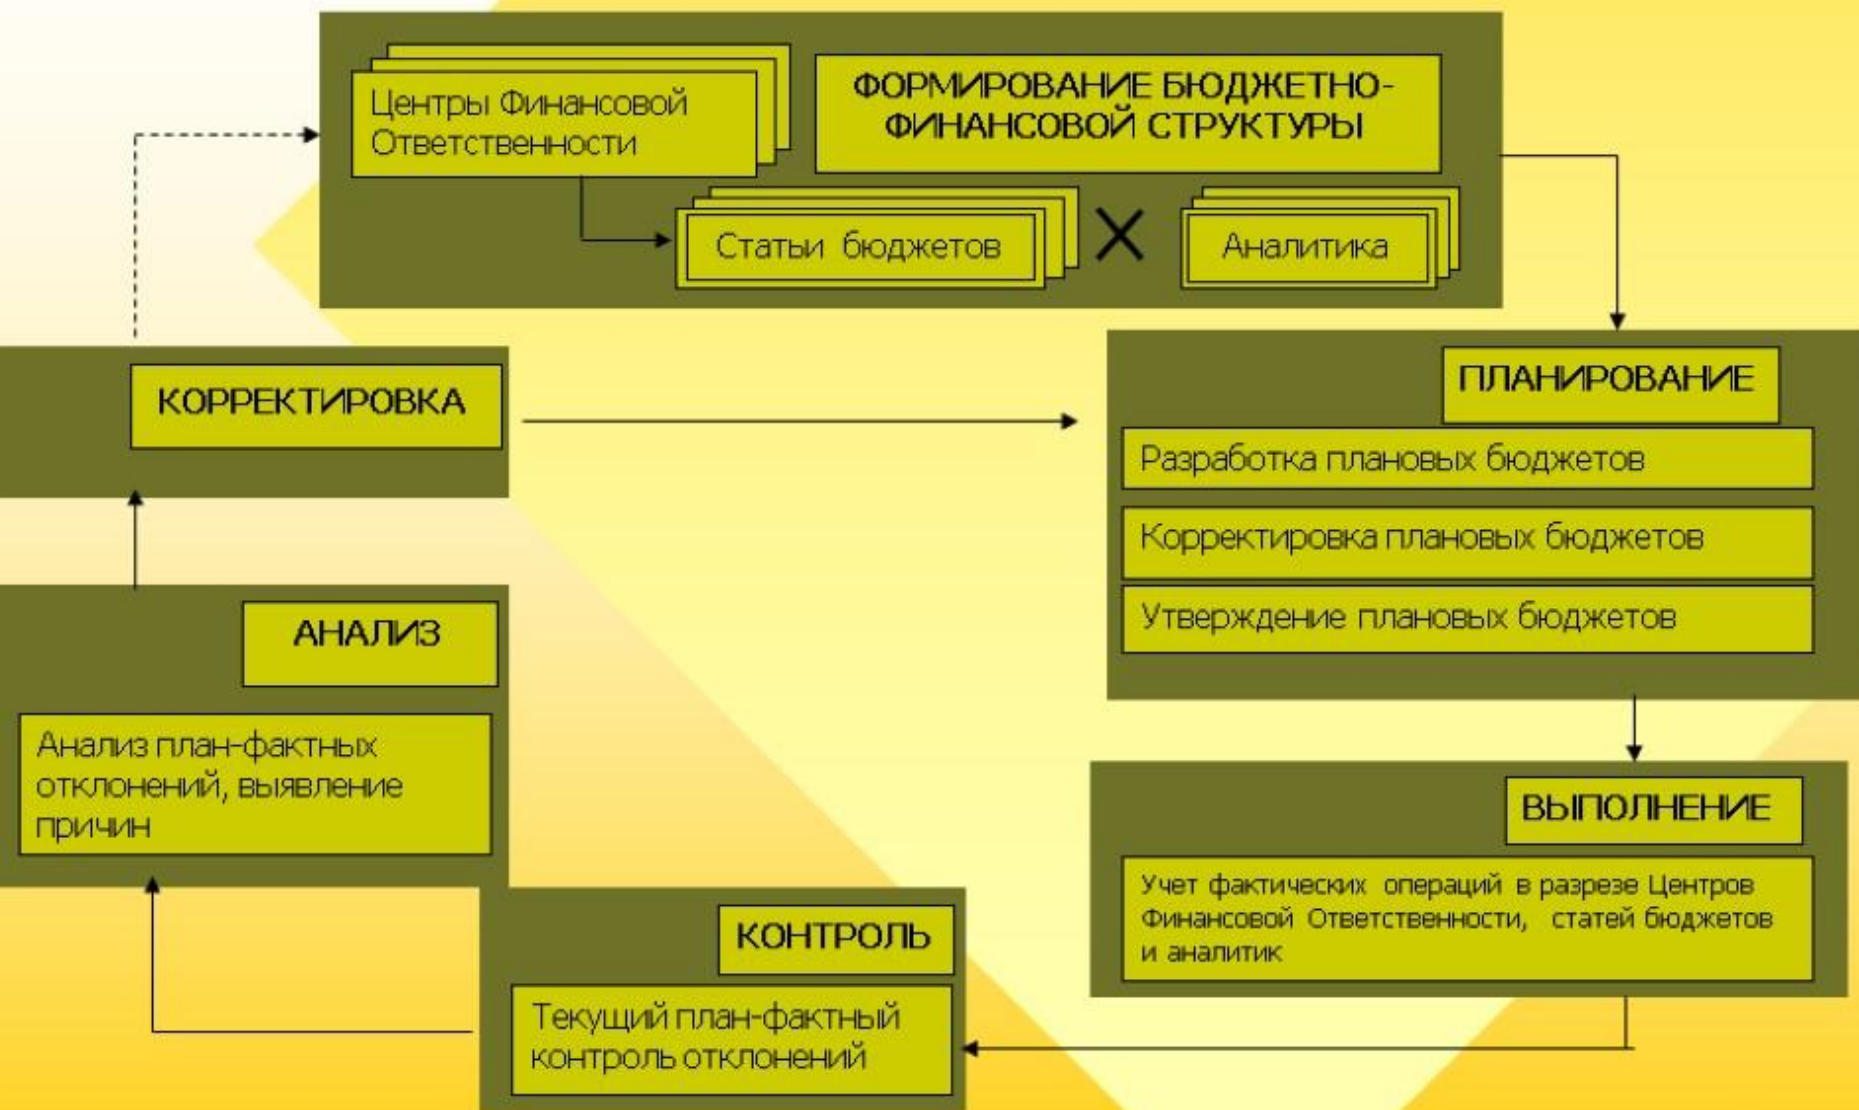 Центры Финансовой
Ответственности
ФОРМИРОВАНИЕ БЮДЖЕТНО-
ФИНАНСОВОЙ СТРУКТУРЫ
Статьи бюджетов
Аналитика
КОРРЕКТИРОВКА
ПЛАНИРОВАНИЕ
Разработка плановых бюджетов
Корректировка плановых бюджетов
Утверждение плановых бюджетов
АНАЛИЗ
Анализ план-фактных
отклонений, выявление
причин
ВЫПОЛНЕНИЕ
Учет фактических операций в разрезе Центров
Финансовой Ответственности, статей бюджетов
и аналитик
КОНТРОЛЬ
Текущий план-фактный
контроль отклонений